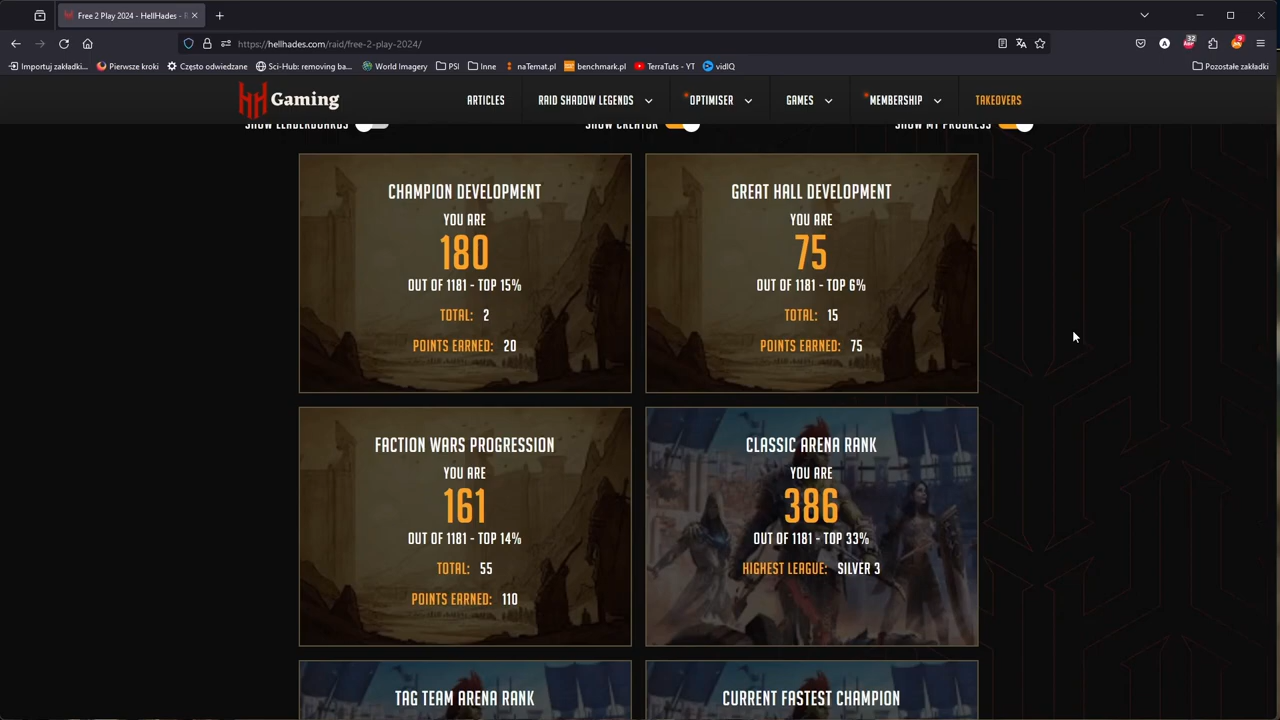 Free 2 Play 2024 - HellHades -
https://hellhades.com/raid/free-2-play-2024/
32
9
Importuj zakładki...
Pierwsze kroki
Często odwiedzane
Sci-Hub: removing ba...
World Imagery
PSI
Inne
naTemat.pl
benchmark.pl
TerraTuts - YT
vidIQ
Pozostałe zakładki
Gaming
ARTICLES
RAID SHADOW LEGENDS
OPTIMISER
GAMES
MEMBERSHIP
TAKEOVERS
SHOW LEADERBOARDS
SHOW CREATOR
SHOW MY PROGRESS
CHAMPION DEVELOPMENT
YOU ARE
180
OUT OF 1181 - TOP 15%
TOTAL: 2
POINTS EARNED: 20
GREAT HALL DEVELOPMENT
YOU ARE
75
OUT OF 1181 - TOP 6%
TOTAL: 15
POINTS EARNED: 75
FACTION WARS PROGRESSION
YOU ARE
161
OUT OF 1181 - TOP 14%
TOTAL: 55
POINTS EARNED: 110
CLASSIC ARENA RANK
YOU ARE
386
OUT OF 1181 - TOP 33%
HIGHEST LEAGUE: SILVER 3
TAG TEAM ARENA RANK
CURRENT FASTEST CHAMPION